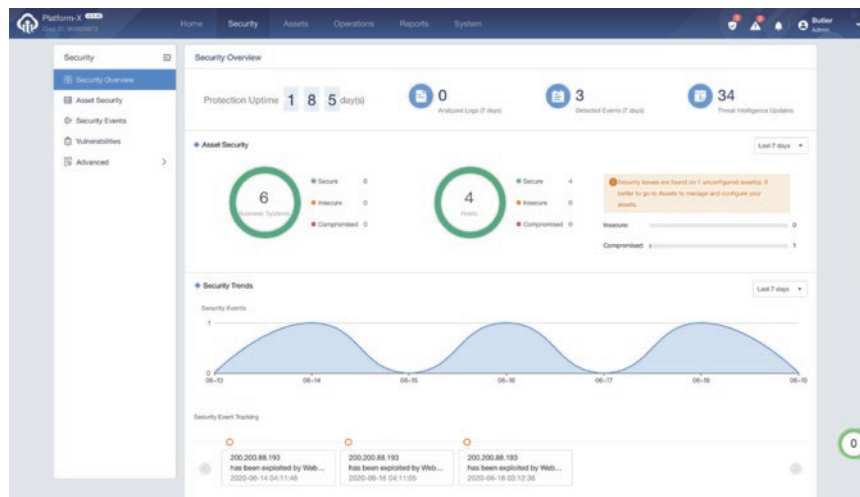 Platform-X
Home Security Assets Operations Reports System
Butler
Admin
Security
Security Overview
Asset Security
Security Events
Vulnerabilities
Advanced
Security Overview
Protection Uptime 1 8 5 day(s)
0
Analyzed Logs (7 days)
3
Detected Events (7 days)
34
Threat Intelligence Updates
Asset Security
Last 7 days
6
Business Systems
Secure 6
Insecure 0
Compromised 0
4
Hosts
Secure 4
Insecure 0
Compromised 0
Security issues are found on 1 unconfigured asset(s). It
better to go to Assets to manage and configure your
assets.
Insecure 0
Compromised 1
Security Trends
Last 7 days
Security Events
1
0
06-13 06-14 06-15 06-16 06-17 06-18 06-19
Security Event Tracking
200.200.88.193
has been exploited by Web...
2020-06-14 04:11:46
200.200.88.193
has been exploited by Web...
2020-06-16 04:11:05
200.200.88.193
has been exploited by Web...
2020-06-18 03:12:36
0